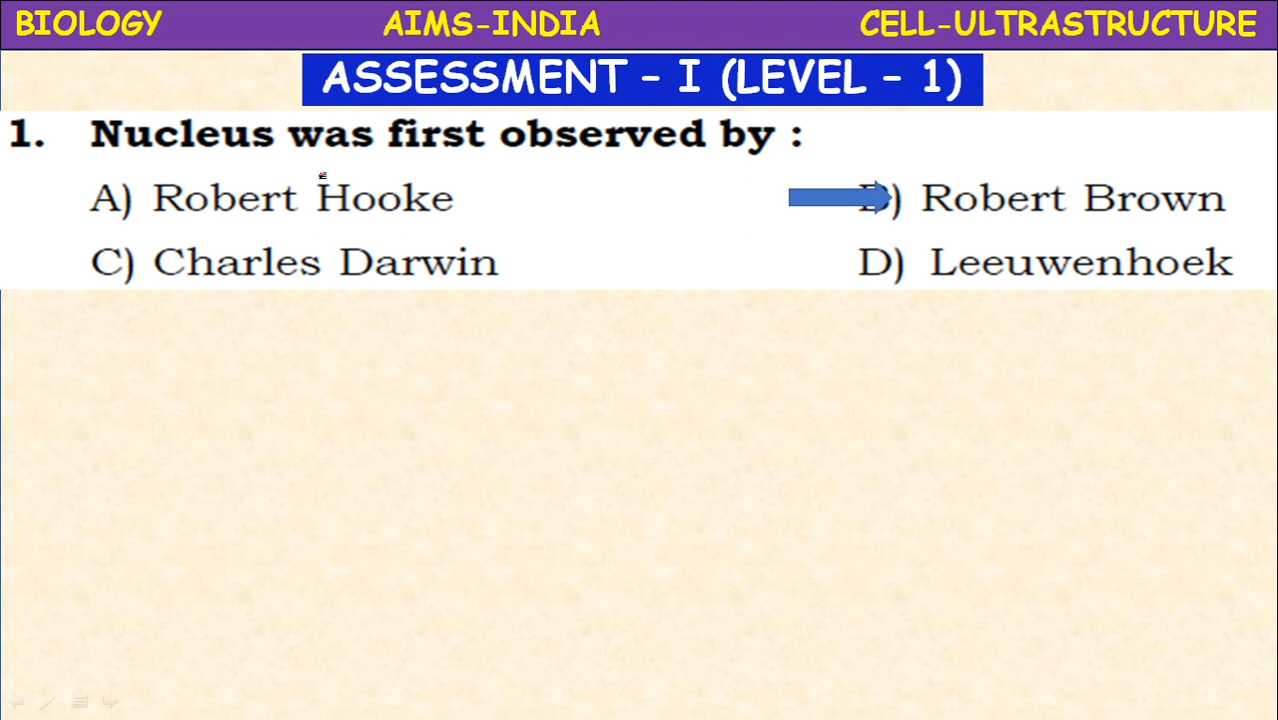 BIOLOGY AIMS-INDIA CELL-ULTRASTRUCTURE
ASSESSMENT – I (LEVEL – 1)
1. Nucleus was first observed by :
A) Robert Hooke B) Robert Brown
C) Charles Darwin D) Leeuwenhoek